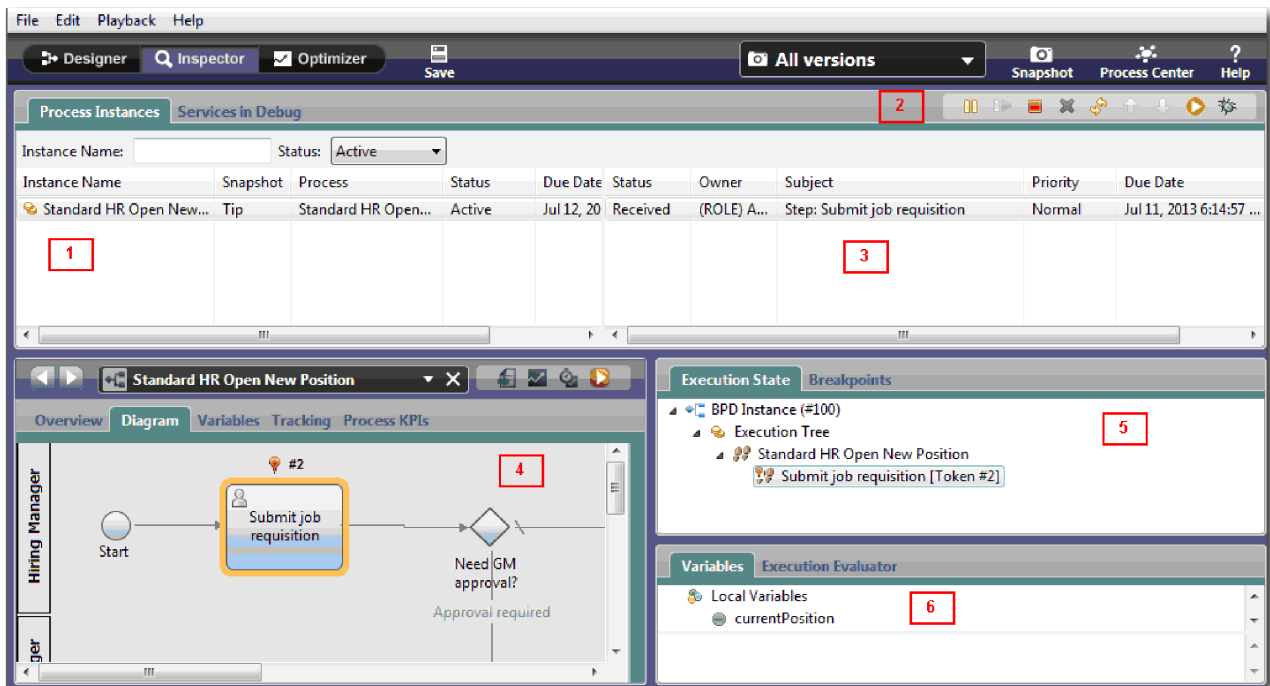 File Edit Playback Help
Designer Inspector Optimizer Save All versions Snapshot Process Center Help
Process Instances Services in Debug 2
Instance Name: Status: Active
Instance Name Snapshot Process Status Due Date Status Owner Subject Priority Due Date
Standard HR Open New... Tip Standard HR Open... Active Jul 12, 20 Received (ROLE) A... Step: Submit job requisition Normal Jul 11, 2013 6:14:57 ...
1 3
Standard HR Open New Position
Overview Diagram Variables Tracking Process KPIs
Hiring Manager
#2
4
Start
Submit job
requisition
Need GM
approval?
Approval required
ger
Execution State Breakpoints
BPD Instance (#100)
5
Execution Tree
Standard HR Open New Position
Submit job requisition [Token #2]
Variables Execution Evaluator
Local Variables
6
currentPosition